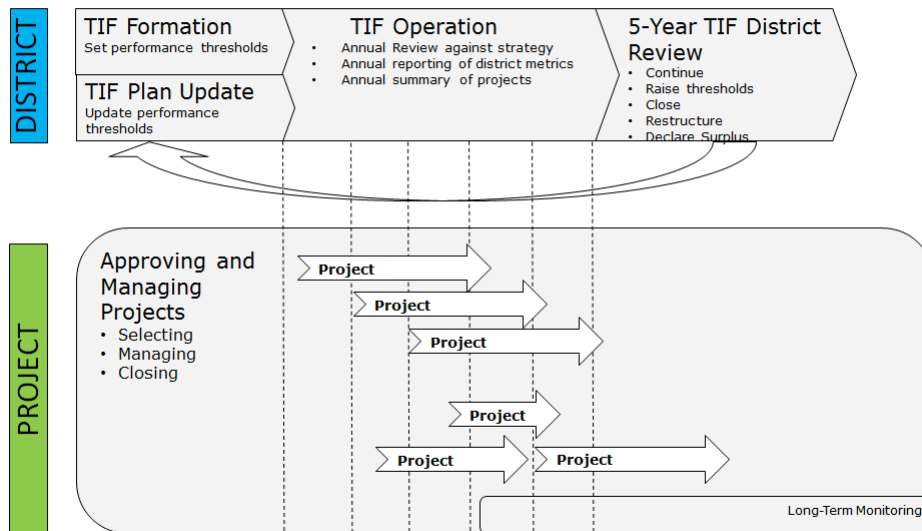 DISTRICT
TIF Formation
Set performance thresholds
TIF Plan Update
Update performance
thresholds
TIF Operation
• Annual Review against strategy
• Annual reporting of district metrics
• Annual summary of projects
5-Year TIF District
Review
• Continue
• Raise thresholds
• Close
• Restructure
• Declare Surplus
PROJECT
Approving and
Managing
Projects
• Selecting
• Managing
• Closing
Project
Project
Project
Project
Project
Project
Long-Term Monitoring